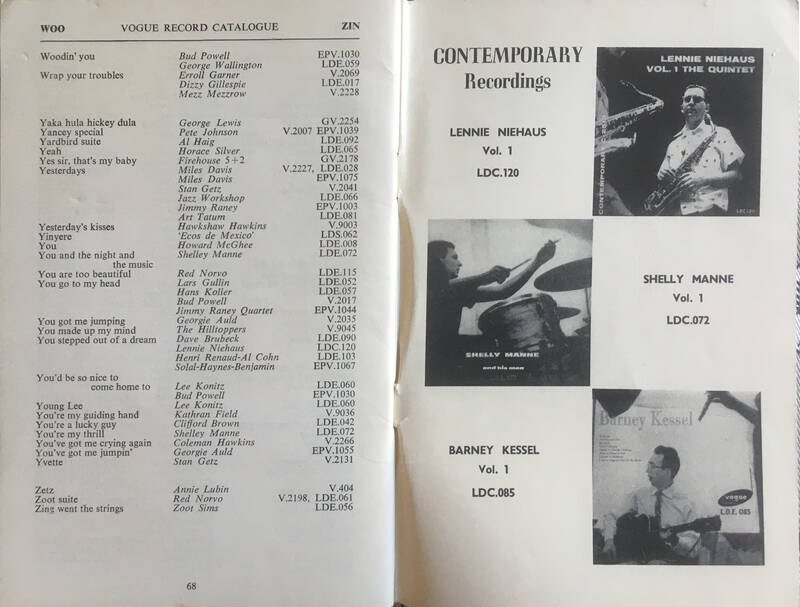 WOO VOGUE RECORD CATALOGUE ZIN
Woodin' you Bud Powell EPV.1030
George Wallington LDE.059
Wrap your troubles Erroll Garner V.2069
Dizzy Gillespie LDE.017
Mezz Mezzrow V.2228
Yaka hula hickey dula George Lewis GV.2254
Yancey special Pete Johnson V.2007 EPV.1039
Yardbird suite Al Haig LDE.092
Yeah Horace Silver LDE.065
Yes sir, that's my baby Firehouse 5+2 GV.2178
Yesterdays Miles Davis V.2227, LDE.028
Miles Davis EPV.1075
Stan Getz V.2041
Jazz Workshop LDE.066
Jimmy Raney EPV.1003
Art Tatum LDE.081
Yesterday's kisses Hawkshaw Hawkins V.9003
Yinyere 'Ecos de Mexico' LDS.062
You Howard McGhee LDE.008
You and the night and Shelley Manne LDE.072
the music
You are too beautiful Red Norvo LDE.115
You go to my head Lars Gullin LDE.052
Hans Koller LDE.057
Bud Powell V.2017
Jimmy Raney Quartet EPV.1044
You got me jumping Georgie Auld V.2035
You made up my mind The Hilltoppers V.9045
You stepped out of a dream Dave Brubeck LDE.090
Lennie Niehaus LDC.120
Henri Renaud-Al Cohn LDE.103
Solal-Haynes-Benjamin EPV.1067
You'd be so nice to
come home to Lee Konitz LDE.060
Bud Powell EPV.1030
Young Lee Lee Konitz LDE.060
You're my guiding hand Kathran Field V.9036
You're a lucky guy Clifford Brown LDE.042
You're my thrill Shelley Manne LDE.072
You've got me crying again Coleman Hawkins V.2266
You've got me jumpin' Georgie Auld EPV.1055
Yvette Stan Getz V.2131
Zetz Annie Lubin V.404
Zoot suite Red Norvo V.2198, LDE.061
Zing went the strings Zoot Sims LDE.056
68
CONTEMPORARY
Recordings
LENNIE NIEHAUS
Vol. 1
LDC.120
LENNIE NIEHAUS
VOL. 1 THE QUINTET
LDC.120
SHELLY MANNE
and his men
SHELLY MANNE
Vol. 1
LDC.072
BARNEY KESSEL
Vol. 1
LDC.085
Barney Kessel
vogue
L.D.E. 085